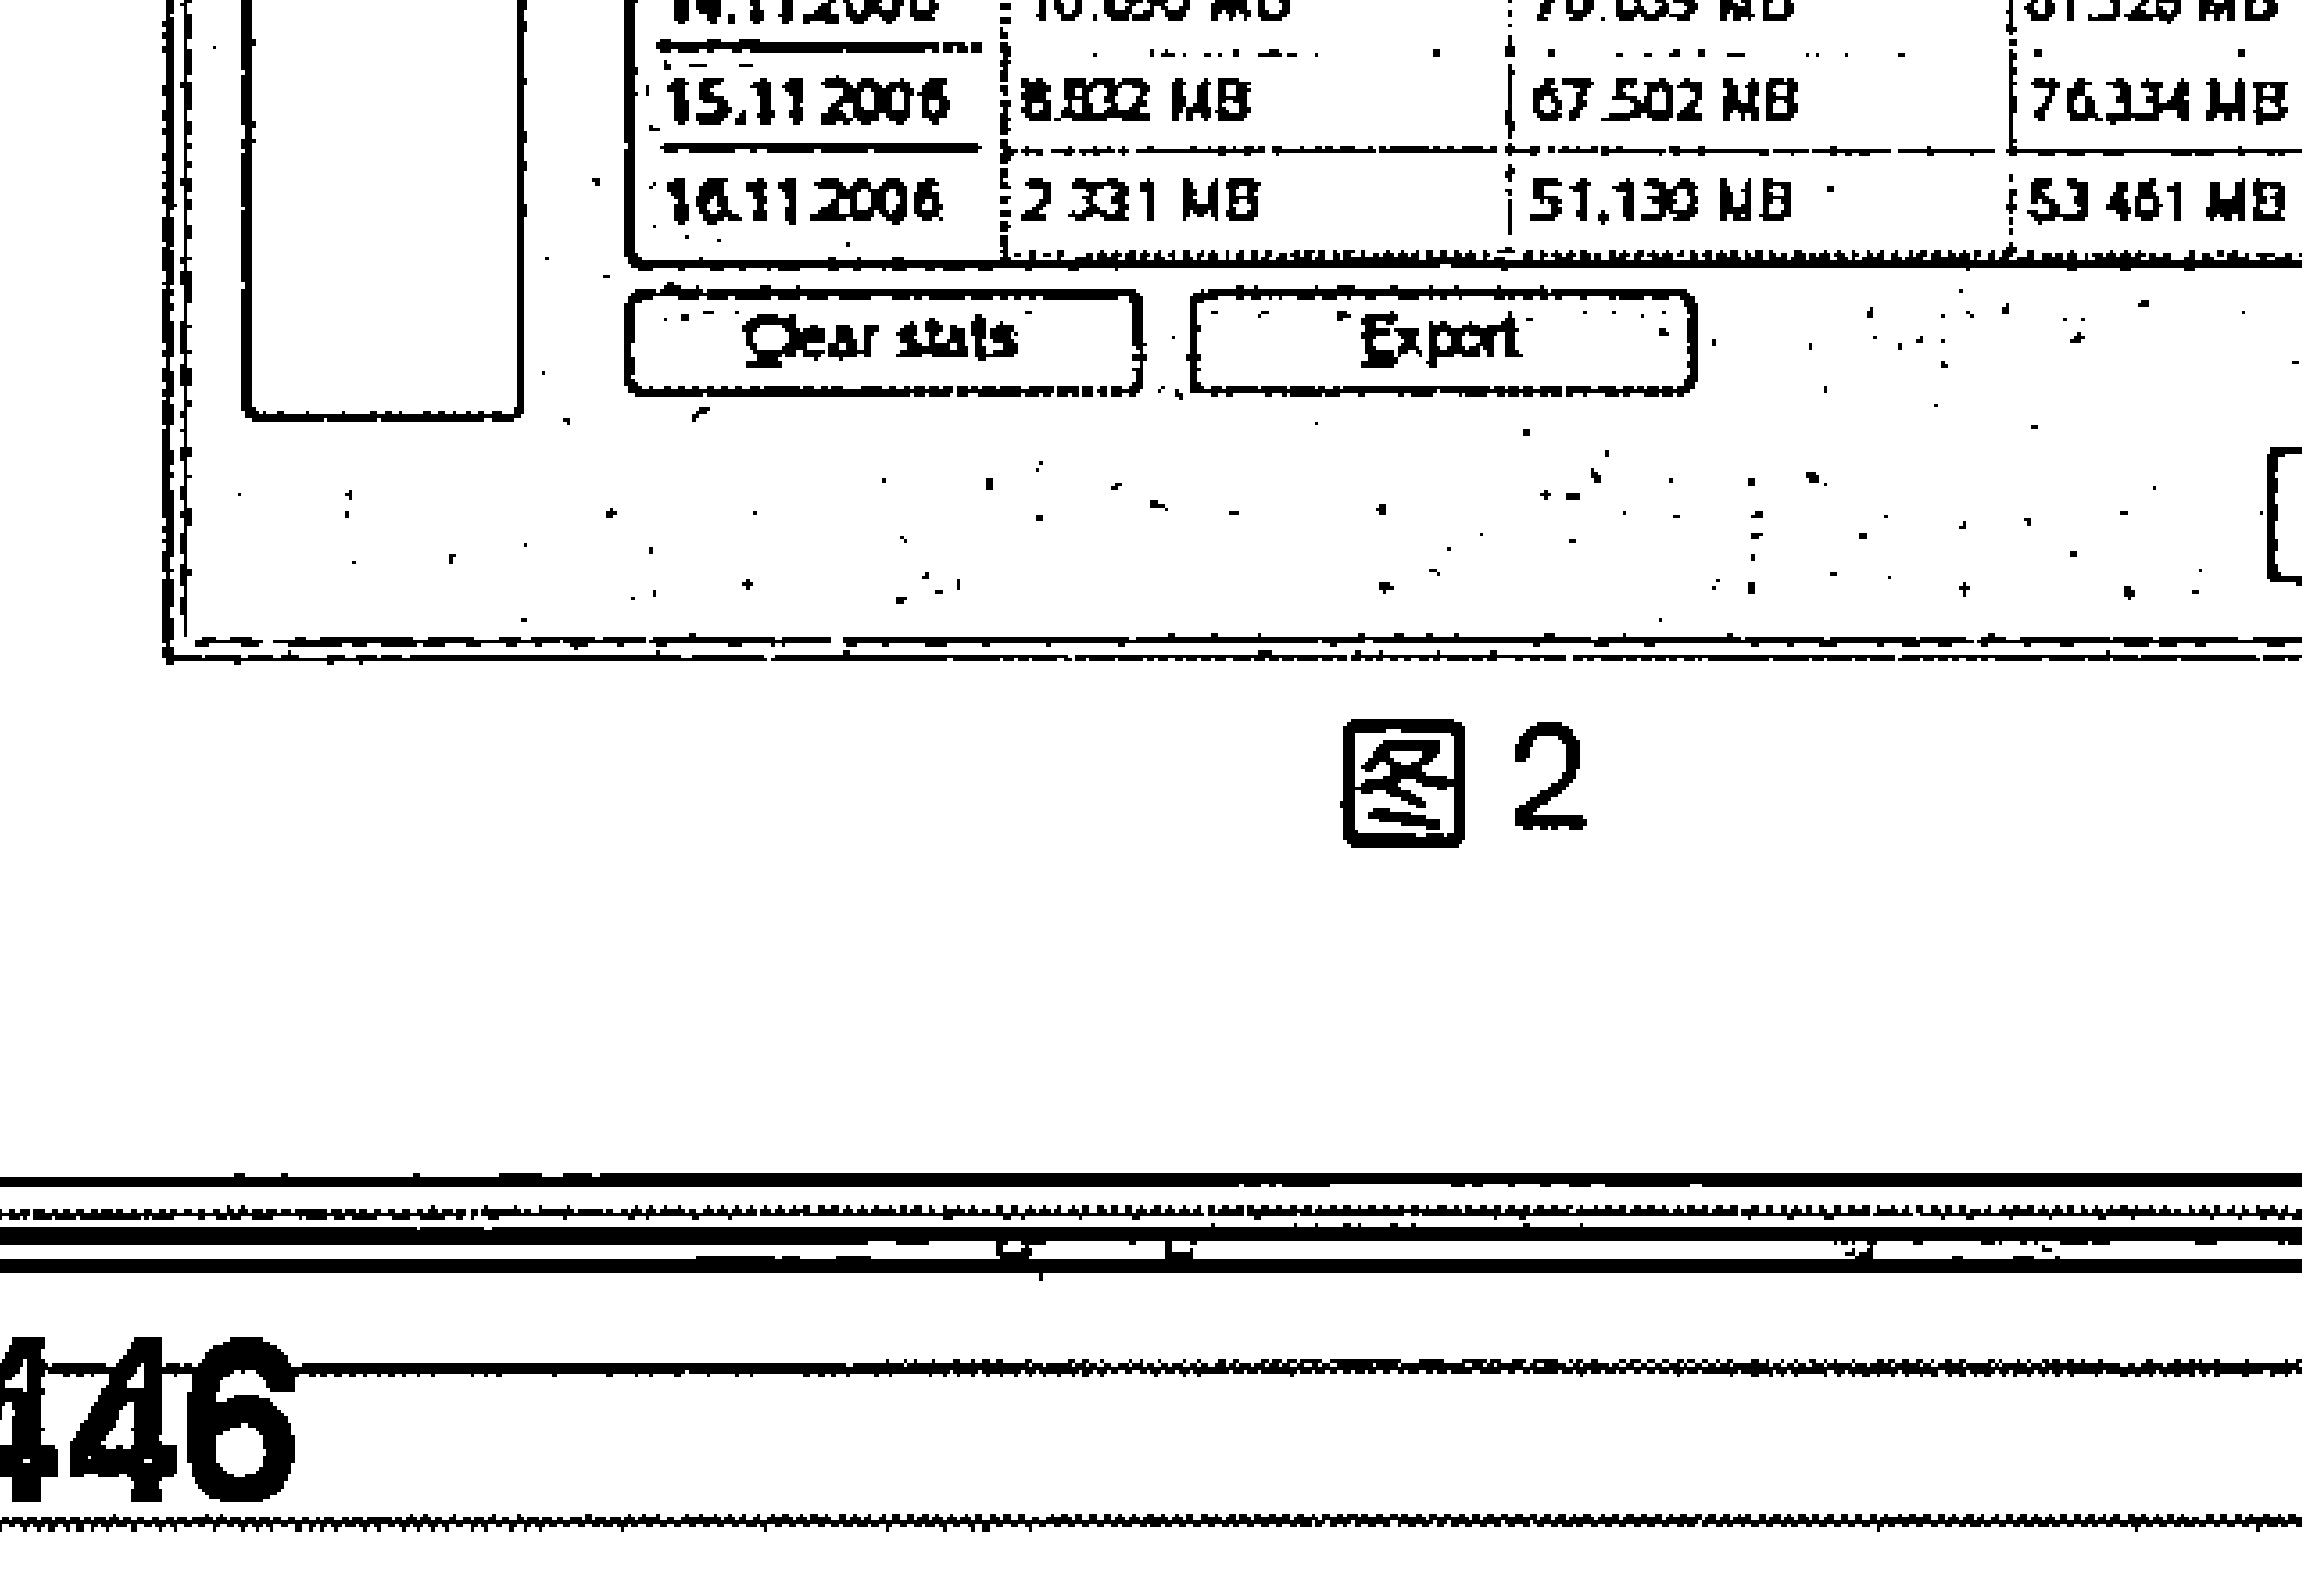 15.11.2006 8.832 MB 67.502 MB 76.334 MB
16.11.2006 2.331 MB 51.130 MB 53.461 MB
Clear stats Export
图 2
446